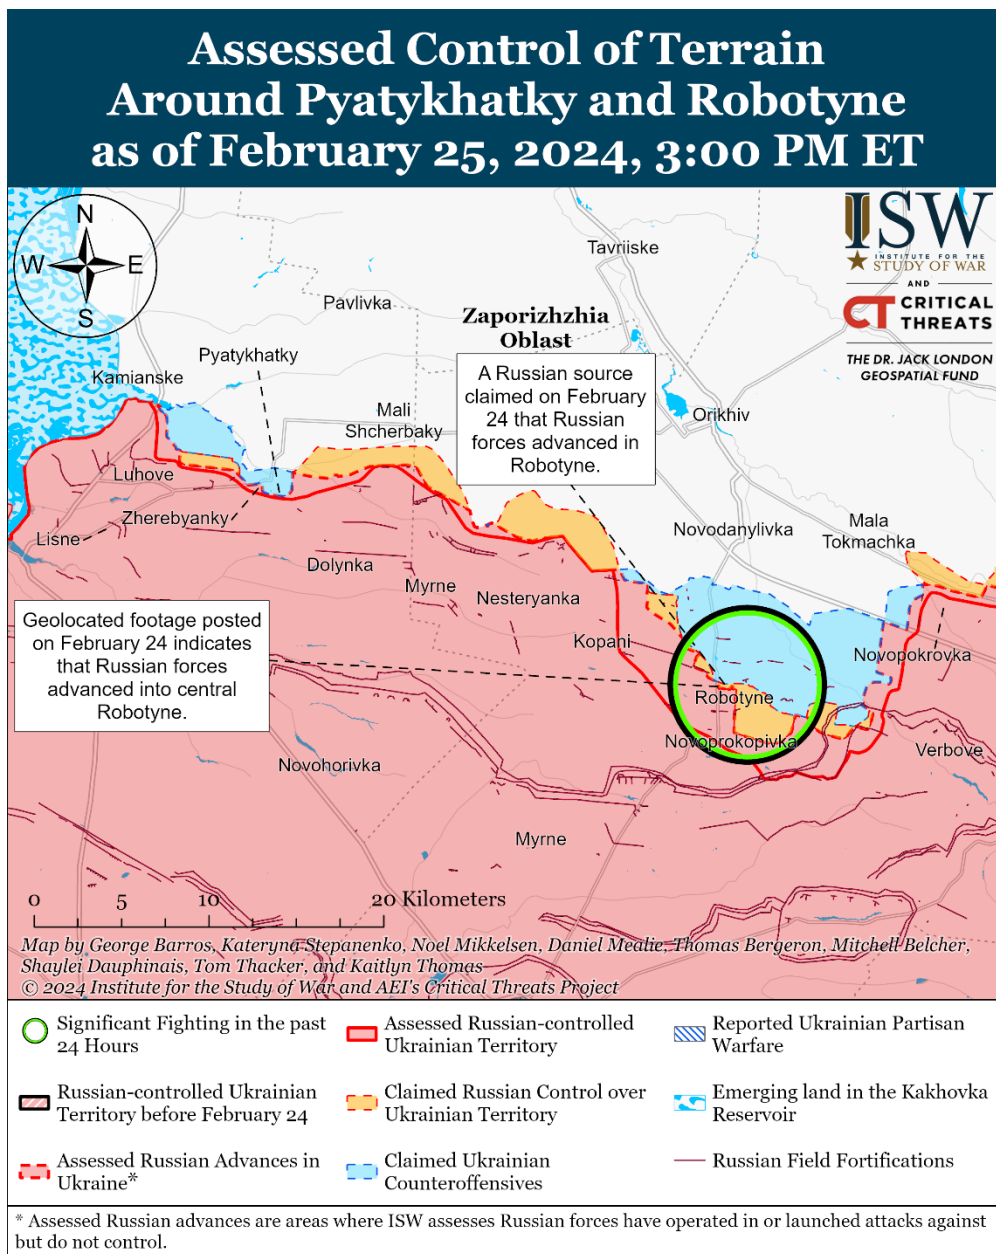 Assessed Control of Terrain
Around Pyatykhatky and Robotyne
as of February 25, 2024, 3:00 PM ET
N
W
E
S
ISW
INSTITUTE FOR THE
STUDY OF WAR
AND
CT CRITICAL
THREATS
THE DR. JACK LONDON
GEOSPATIAL FUND
Tavriiske
Pavlivka
Zaporizhzhia
Oblast
Pyatykhatky
Kamianske
A Russian source
claimed on February
24 that Russian
forces advanced in
Robotyne.
Mali
Shcherbaky
Orikhiv
Luhove
Zherebyanky
Lisne
Novodanylivka
Mala
Tokmachka
Dolynka
Myrne
Nesteryanka
Geolocated footage posted
on February 24 indicates
that Russian forces
advanced into central
Robotyne.
Kopani
Novopokrovka
Robotyne
Novoprokopivka
Verbove
Novohorivka
Myrne
0 5 10 20 Kilometers
Map by George Barros, Kateryna Stepanenko, Noel Mikkelsen, Daniel Mealie, Thomas Bergeron, Mitchell Belcher,
Shaylei Dauphinais, Tom Thacker, and Kaitlyn Thomas
© 2024 Institute for the Study of War and AEI's Critical Threats Project
Significant Fighting in the past
24 Hours
Assessed Russian-controlled
Ukrainian Territory
Reported Ukrainian Partisan
Warfare
Russian-controlled Ukrainian
Territory before February 24
Claimed Russian Control over
Ukrainian Territory
Emerging land in the Kakhovka
Reservoir
Assessed Russian Advances in
Ukraine*
Claimed Ukrainian
Counteroffensives
Russian Field Fortifications
* Assessed Russian advances are areas where ISW assesses Russian forces have operated in or launched attacks against
but do not control.